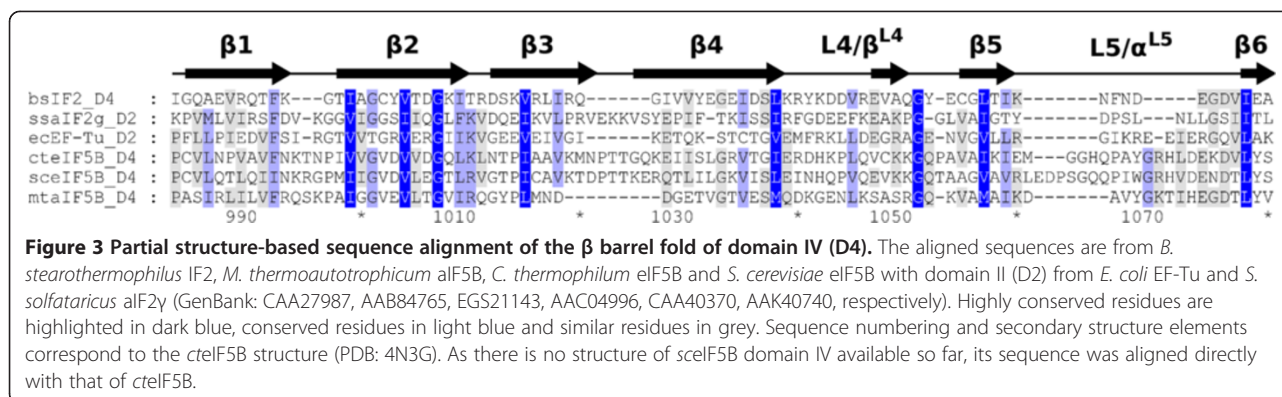 β1 β2 β3 β4 L4/β^L4 β5 L5/α^L5 β6
bsIF2_D4 : IGQAEVRQTFK---GTIAGCYVTDGKITRDSKVRLIRQ------GIVVYEGEIDSLKRYKDDVREVAQGY-ECGLTIK------NFND----EGDVIEA
ssaIF2g_D2 : KPVMLVIRSFDV-KGGVIGGSIIQGLFKVDQEIKVLPRVEKKVSYEPIF-TKISSIRFGDEEFKEAKPG-GLVAIGTY-----DPSL--NLLGSIITL
ecEF-Tu_D2 : PFLLPIEDVFSI-RGTVVTGRVERGIIKVGEEVEIVGI------KETQK-STCTGVEMFRKLLDEGRAG-ENVGVLLR-----GIKRE-EIERGQVLAK
cteIF5B_D4 : PCVLNPVAVFNKTNPIVVGVDVVDGQLKLNTPIAAVKMNPTTGQKEIISLGRVTGIERDHKPLQVCKKGQPAVAIKIEM----GGHQPAYGRHLDEKDVLYS
sceIF5B_D4 : PCVLQTLQIINKRGPMIIGVDVLEGTLRVGTPICAVKTDPTTKERQTLILGKVISLEINHQPVQEVKKGQTAAGVAVRLEDPSGQQPIWGRHVDENDTLYS
mtaIF5B_D4 : PASIRLILVFRQSKPAIGGVEVLTGVIRQGYPLMND------DGETVGTVESMQDKGENLKSASRGQ-KVAMAIKD------AVYGKTIHEGDTLYV
990 * 1010 * 1030 * 1050 * 1070 *
Figure 3 Partial structure-based sequence alignment of the β barrel fold of domain IV (D4). The aligned sequences are from B.
stearothermophilus IF2, M. thermoautotrophicum aIF5B, C. thermophilum eIF5B and S. cerevisiae eIF5B with domain II (D2) from E. coli EF-Tu and S.
solfataricus aIF2γ (GenBank: CAA27987, AAB84765, EGS21143, AAC04996, CAA40370, AAK40740, respectively). Highly conserved residues are
highlighted in dark blue, conserved residues in light blue and similar residues in grey. Sequence numbering and secondary structure elements
correspond to the cteIF5B structure (PDB: 4N3G). As there is no structure of sceIF5B domain IV available so far, its sequence was aligned directly
with that of cteIF5B.